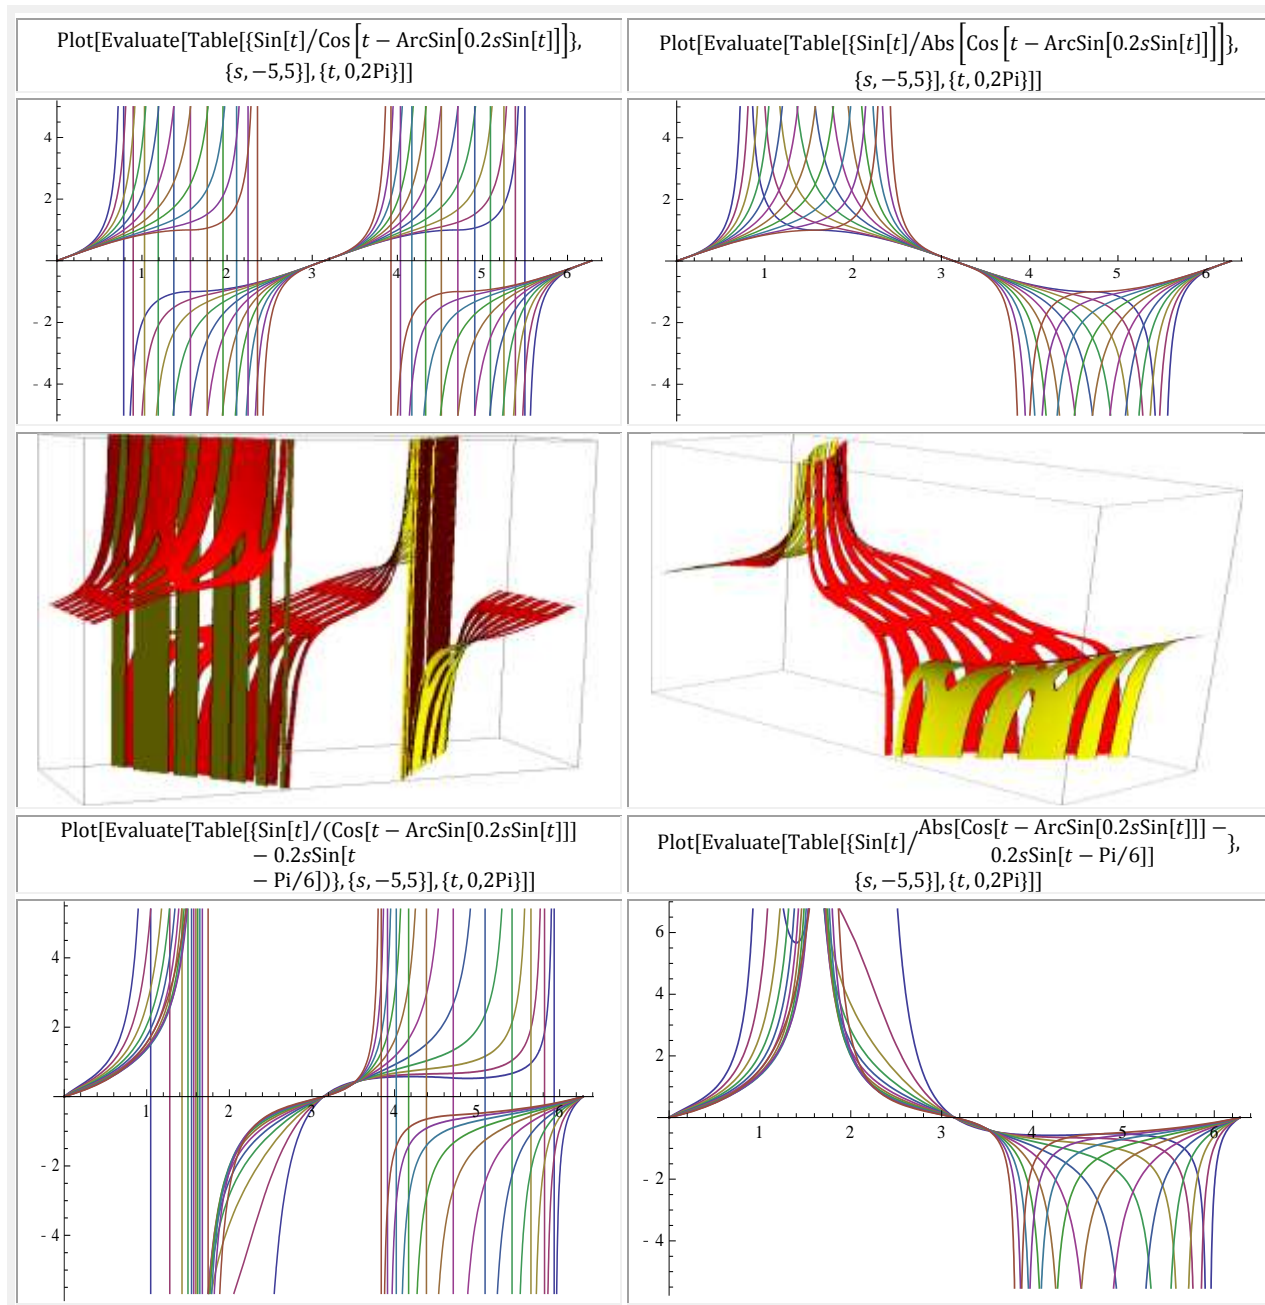 Plot[Evaluate[Table[{Sin[t]/Cos[t − ArcSin[0.2sSin[t]]]},
{s, −5,5}], {t, 0,2Pi}]]
Plot[Evaluate[Table[{Sin[t]/Abs[Cos[t − ArcSin[0.2sSin[t]]]]},
{s, −5,5}], {t, 0,2Pi}]]
4
2
1 2 3 4 5 6
- 2
- 4
4
2
1 2 3 4 5 6
- 2
- 4
Plot[Evaluate[Table[{Sin[t]/(Cos[t − ArcSin[0.2sSin[t]]]
− 0.2sSin[t
− Pi/6])}, {s, −5,5}], {t, 0,2Pi}]]
Plot[Evaluate[Table[{Sin[t]/Abs[Cos[t − ArcSin[0.2sSin[t]]] −
0.2sSin[t − Pi/6]]},
{s, −5,5}], {t, 0,2Pi}]]
4
2
1 2 3 4 5 6
- 2
- 4
6
4
2
1 2 3 4 5 6
- 2
- 4